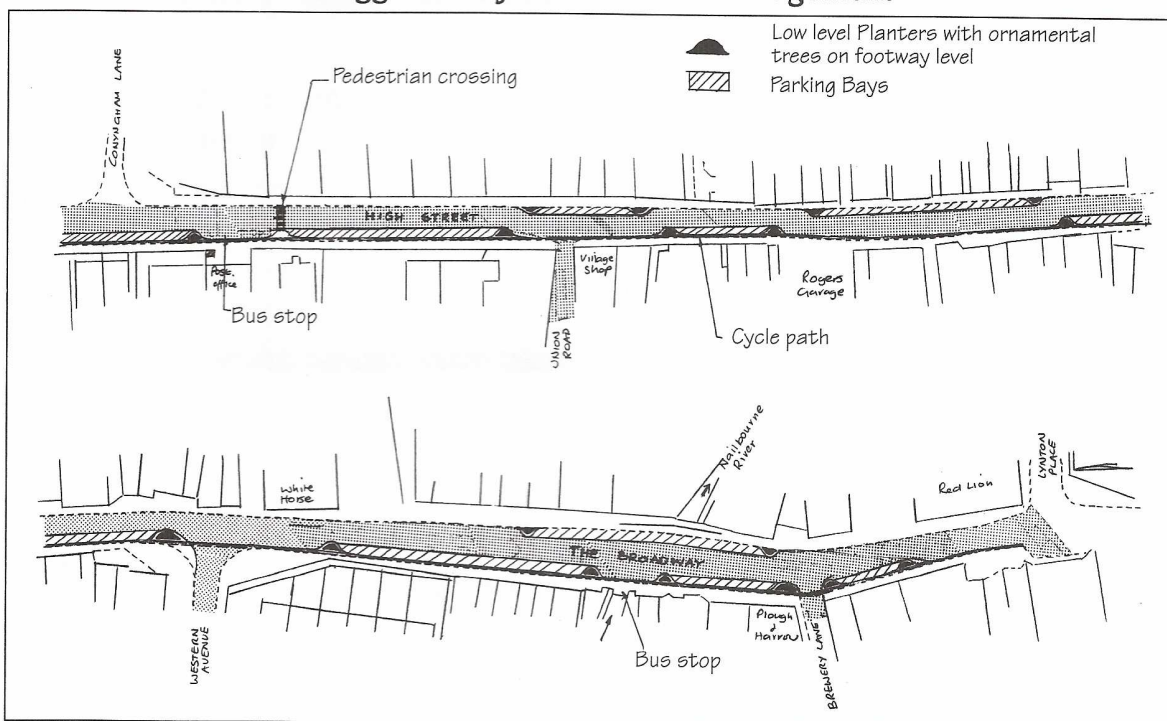 Low level Planters with ornamental
trees on footway level
Parking Bays
Pedestrian crossing
CONYNGHAM LANE
HIGH STREET
Post office
Bus stop
UNION ROAD
Village Shop
Rogers Garage
Cycle path
White Horse
Nailbourne River
Red Lion
LYNTON PLACE
THE BROADWAY
WESTERN AVENUE
Plough & Harrow
BREWERY LANE
Bus stop